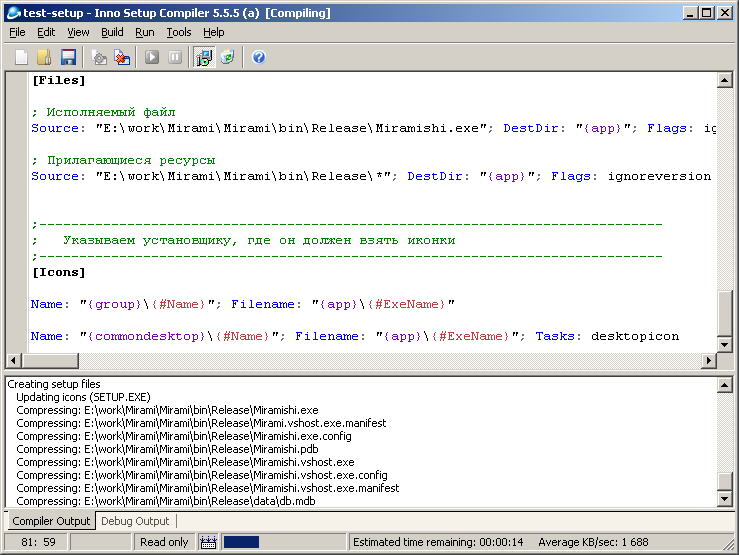 test-setup - Inno Setup Compiler 5.5.5 (a) [Compiling]
File Edit View Build Run Tools Help
[Files]
; Исполняемый файл
Source: "E:\work\Mirami\Mirami\bin\Release\Miramishi.exe"; DestDir: "{app}"; Flags: ig
; Прилагающиеся ресурсы
Source: "E:\work\Mirami\Mirami\bin\Release\*"; DestDir: "{app}"; Flags: ignoreversion
;------------------------------------------------------------------------------
;   Указываем установщику, где он должен взять иконки
;------------------------------------------------------------------------------
[Icons]
Name: "{group}\{#Name}"; Filename: "{app}\{#ExeName}"
Name: "{commondesktop}\{#Name}"; Filename: "{app}\{#ExeName}"; Tasks: desktopicon
Creating setup files
Updating icons (SETUP.EXE)
Compressing: E:\work\Mirami\Mirami\bin\Release\Miramishi.exe
Compressing: E:\work\Mirami\Mirami\bin\Release\Mirami.vshost.exe.manifest
Compressing: E:\work\Mirami\Mirami\bin\Release\Miramishi.exe.config
Compressing: E:\work\Mirami\Mirami\bin\Release\Miramishi.pdb
Compressing: E:\work\Mirami\Mirami\bin\Release\Miramishi.vshost.exe
Compressing: E:\work\Mirami\Mirami\bin\Release\Miramishi.vshost.exe.config
Compressing: E:\work\Mirami\Mirami\bin\Release\Miramishi.vshost.exe.manifest
Compressing: E:\work\Mirami\Mirami\bin\Release\data\db.mdb
Compiler Output Debug Output
81: 59 Read only Estimated time remaining: 00:00:14 Average KB/sec: 1 688